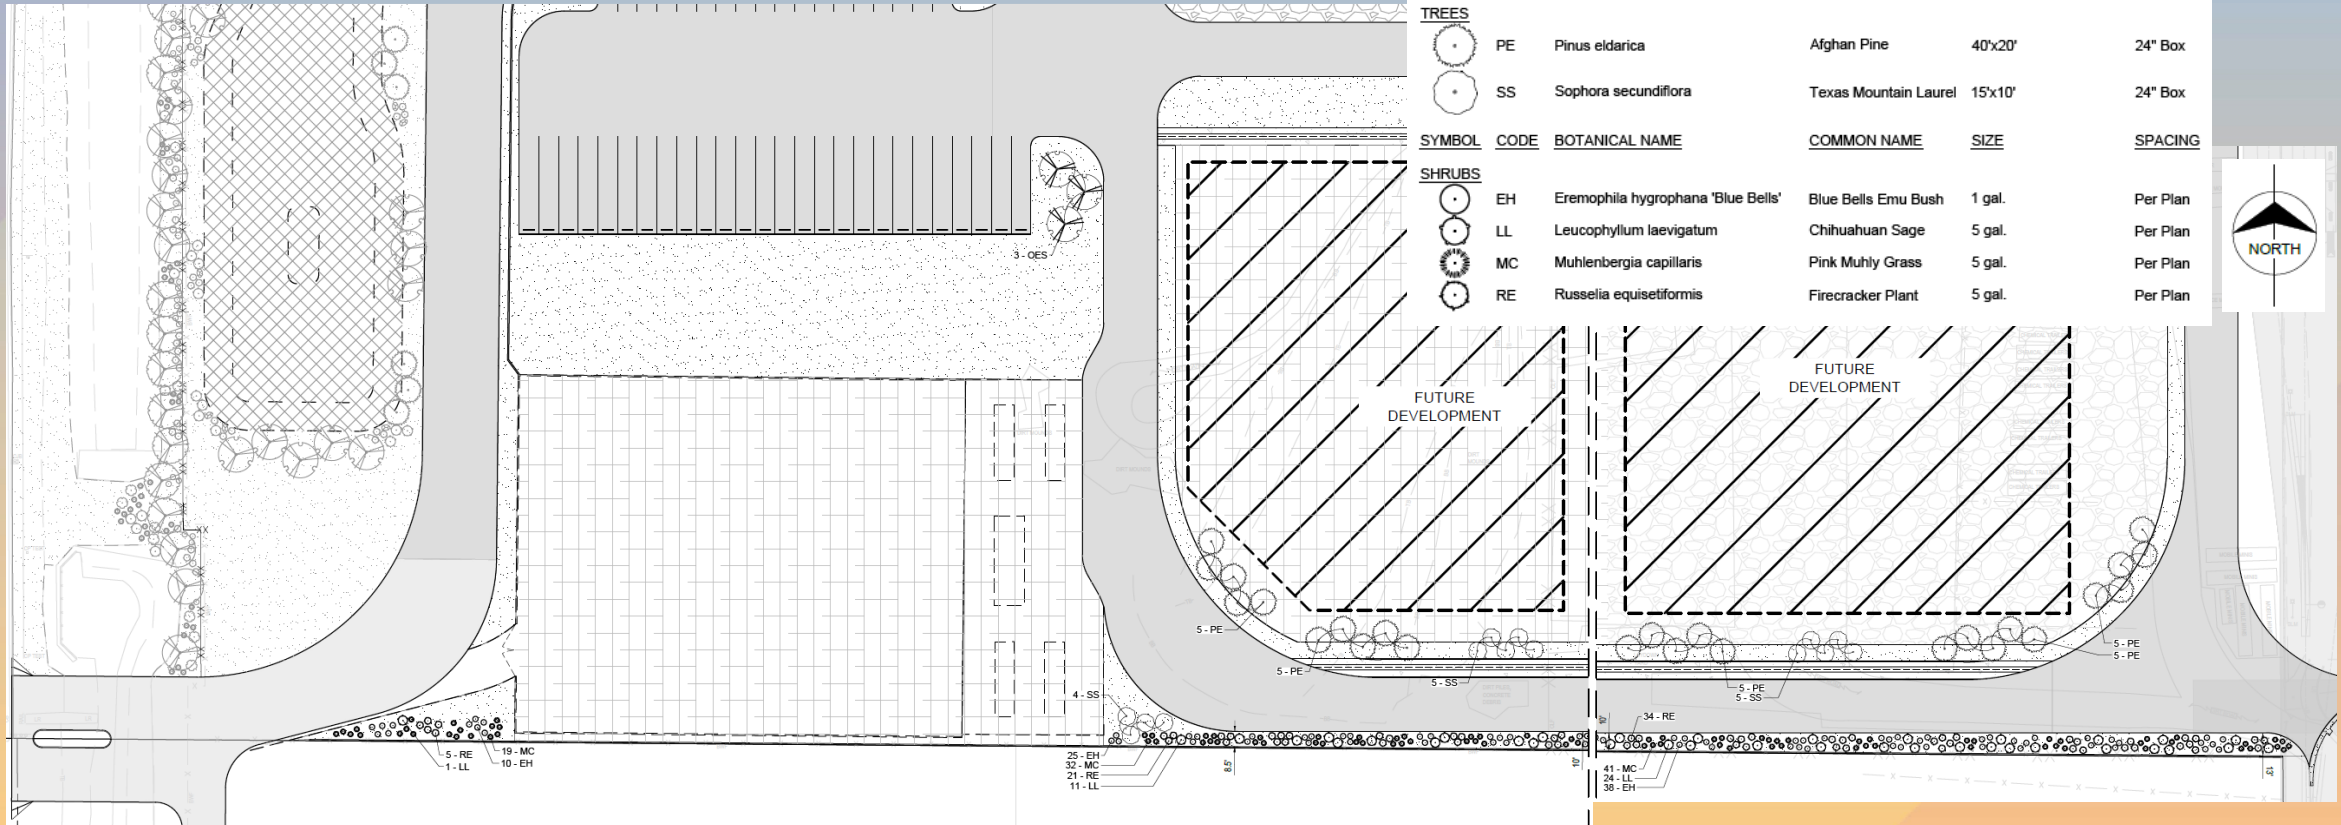 TREES
PE Pinus eldarica Afghan Pine 40'x20' 24" Box
SS Sophora secundiflora Texas Mountain Laurel 15'x10' 24" Box
SYMBOL CODE BOTANICAL NAME COMMON NAME SIZE SPACING
SHRUBS
EH Eremophila hygrophana 'Blue Bells' Blue Bells Emu Bush 1 gal. Per Plan
LL Leucophyllum laevigatum Chihuahuan Sage 5 gal. Per Plan
MC Muhlenbergia capillaris Pink Muhly Grass 5 gal. Per Plan
RE Russelia equisetiformis Firecracker Plant 5 gal. Per Plan
NORTH
3 - OES
FUTURE
DEVELOPMENT
FUTURE
DEVELOPMENT
5 - PE
5 - PE
5 - SS
5 - PE
5 - SS
5 - PE
5 - PE
4 - SS
34 - RE
5 - RE
1 - LL
19 - MC
10 - EH
25 - EH
32 - MC
21 - RE
11 - LL
8.5'
10'
10'
41 - MC
24 - LL
38 - EH
13'